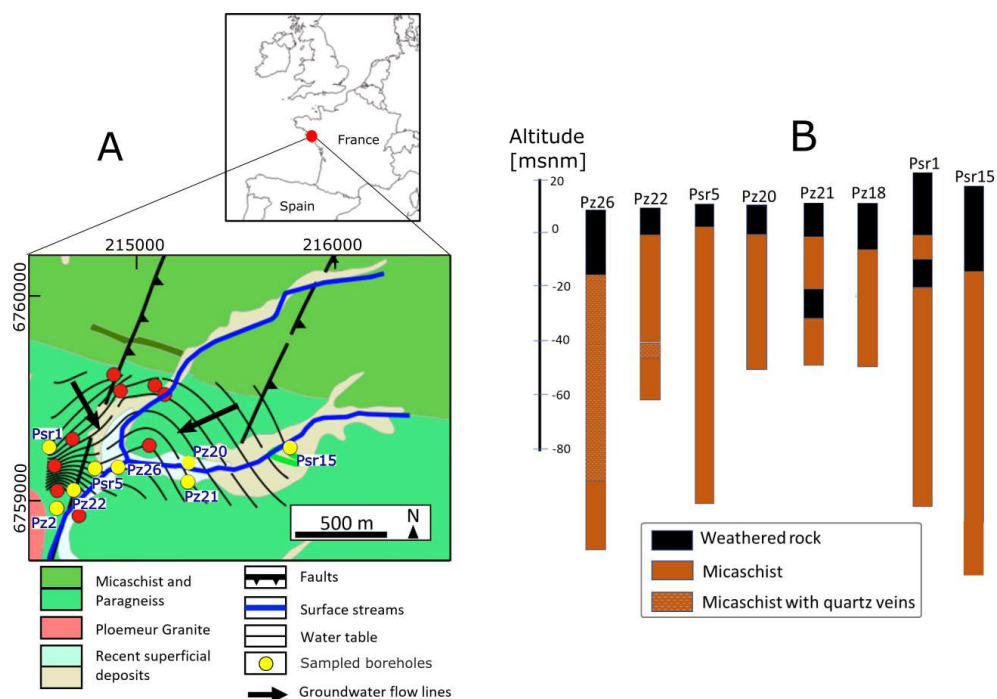 A
France
Spain
215000
216000
6760000
6759000
Psr1
Pz20
Psr15
Pz26
Psr5
Pz21
Pz22
Pz2
500 m
N
Micaschist and
Paragneiss
Ploemeur Granite
Recent superficial
deposits
Faults
Surface streams
Water table
Sampled boreholes
Groundwater flow lines
B
Altitude
[msnm]
20
0
-20
-40
-60
-80
Pz26
Pz22
Psr5
Pz20
Pz21
Pz18
Psr1
Psr15
Weathered rock
Micaschist
Micaschist with quartz veins